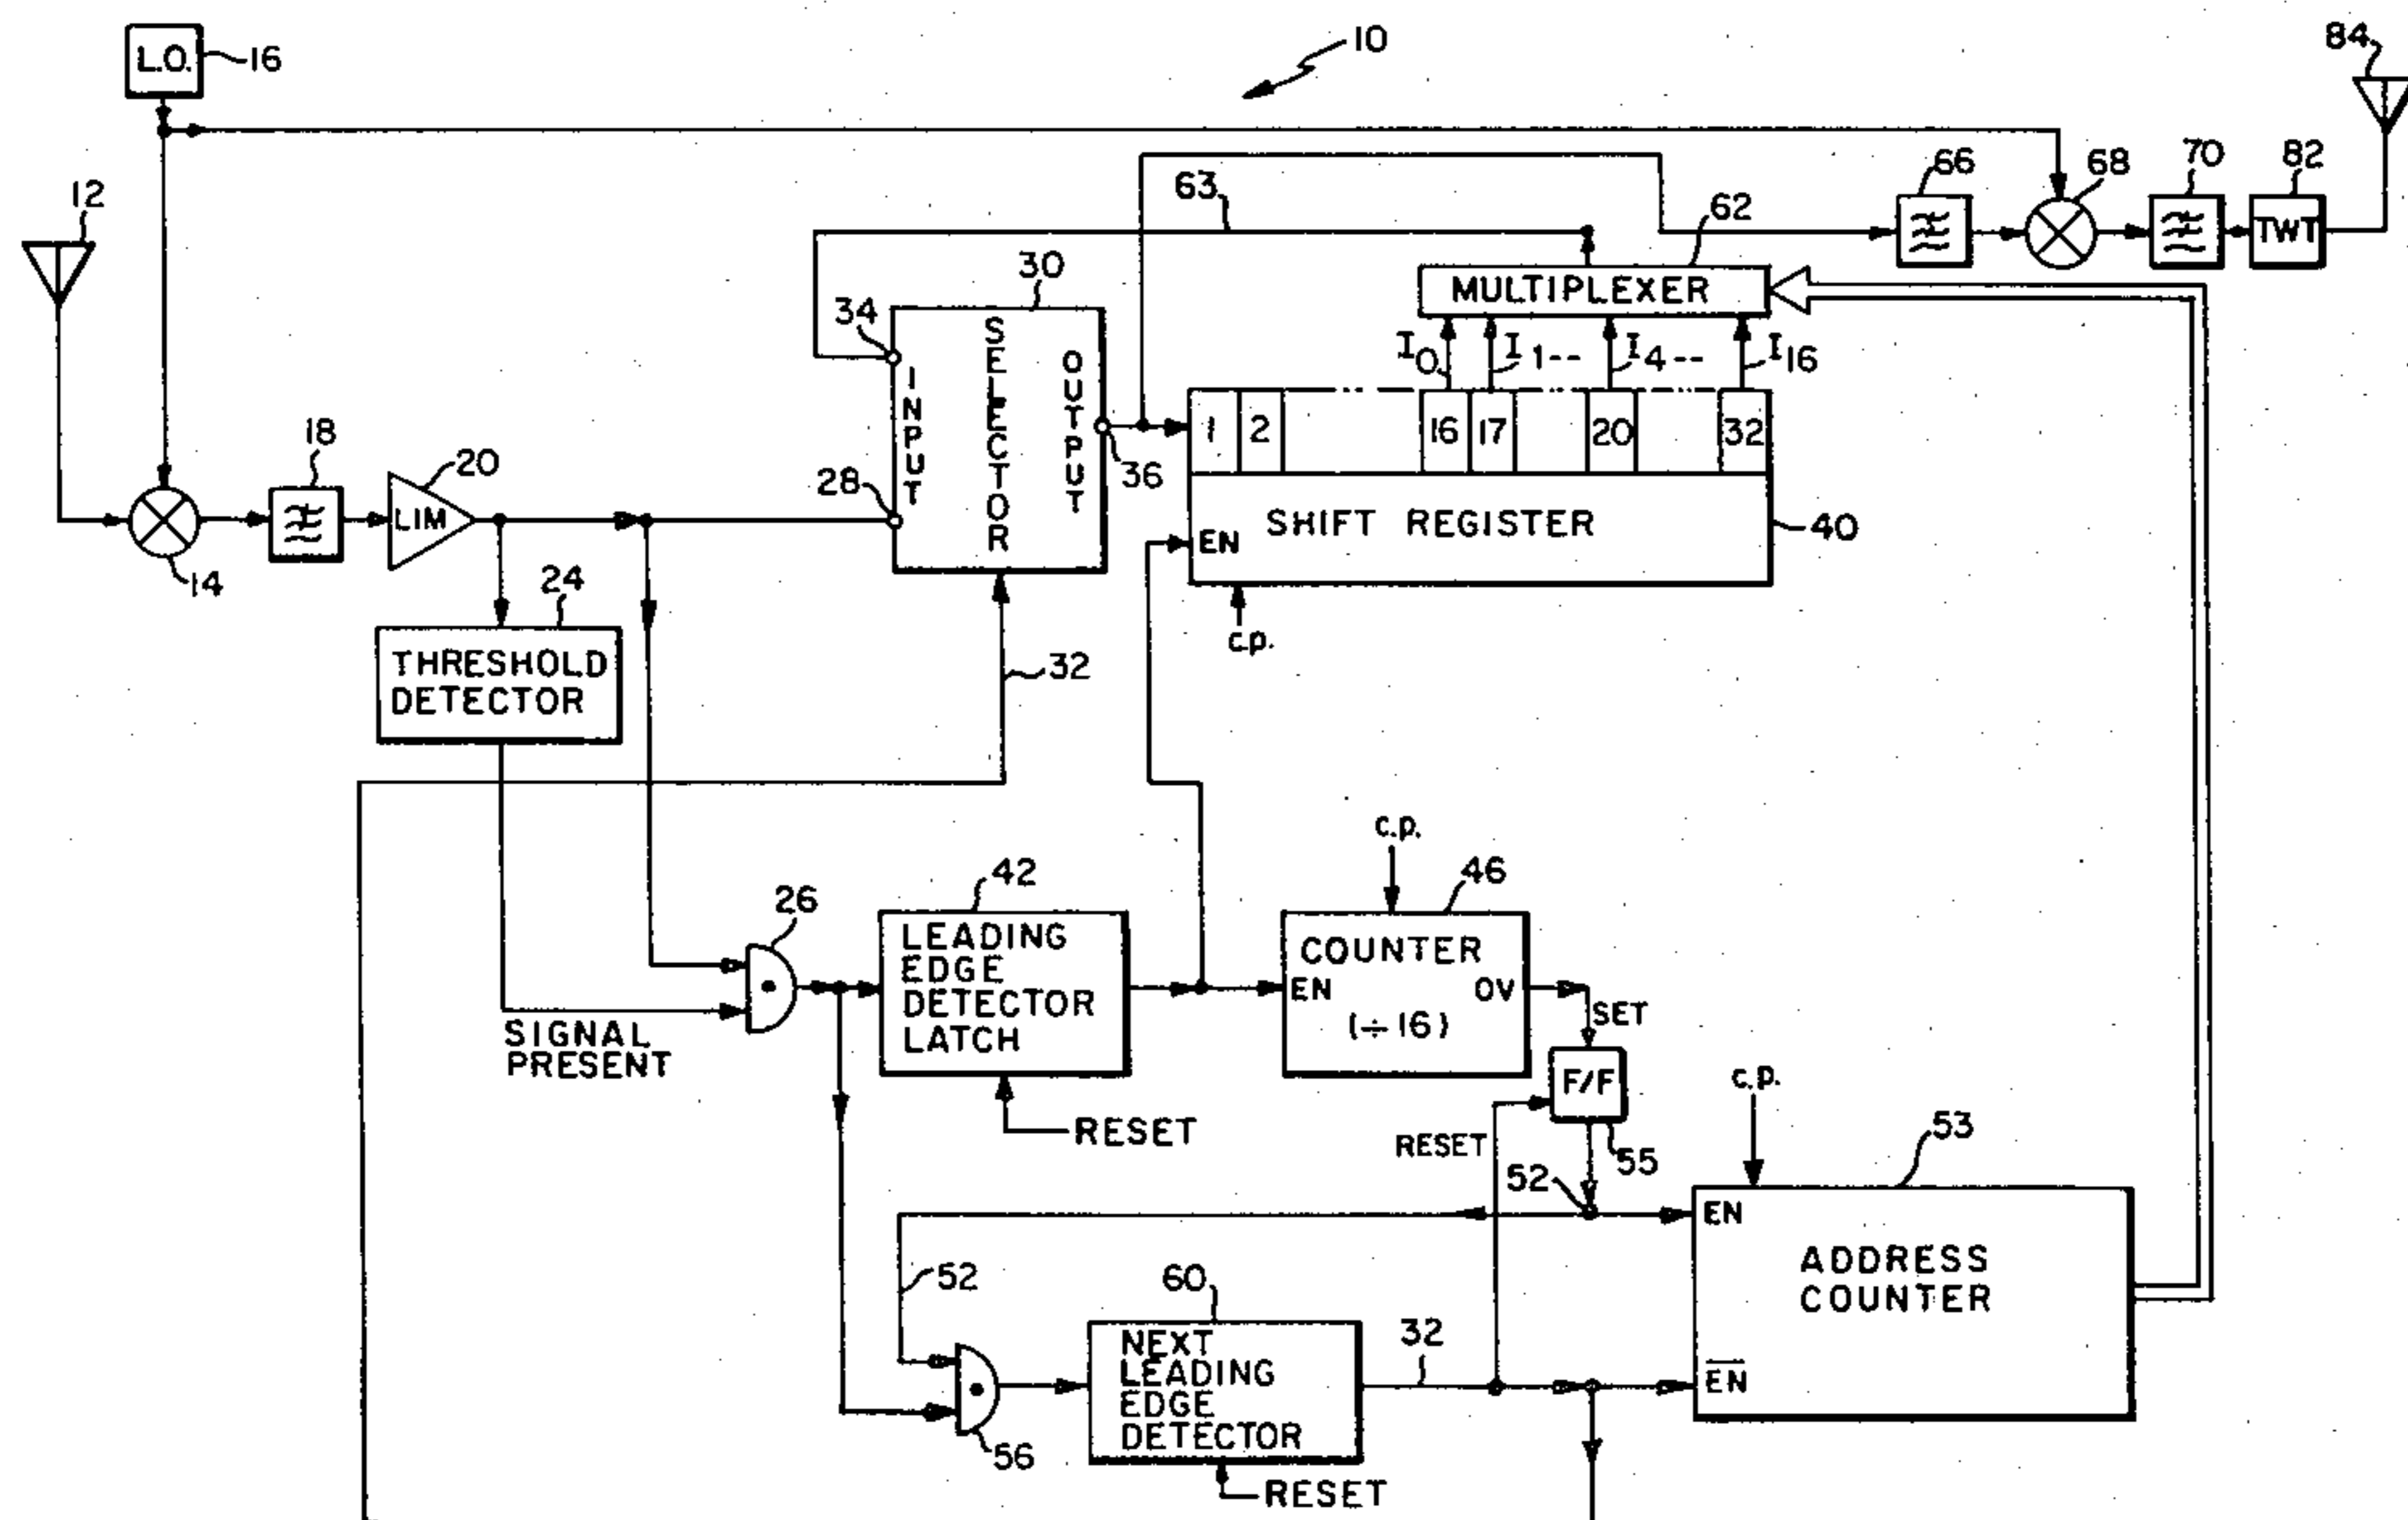 10
84
L.O.
16
12
63
62
66
68
70
82
TWT
30
34
MULTIPLEXER
SELECTOR
INPUT
OUTPUT
I0
I1--
I4--
I16
18
20
LIM
28
36
1
2
16
17
20
32
SHIFT REGISTER
EN
40
c.p.
14
24
THRESHOLD
DETECTOR
32
c.p.
26
42
46
LEADING
EDGE
DETECTOR
LATCH
COUNTER
EN
OV
(÷16)
SET
SIGNAL
PRESENT
F/F
c.p.
RESET
RESET
55
53
52
EN
ADDRESS
COUNTER
52
60
NEXT
LEADING
EDGE
DETECTOR
32
EN
56
RESET